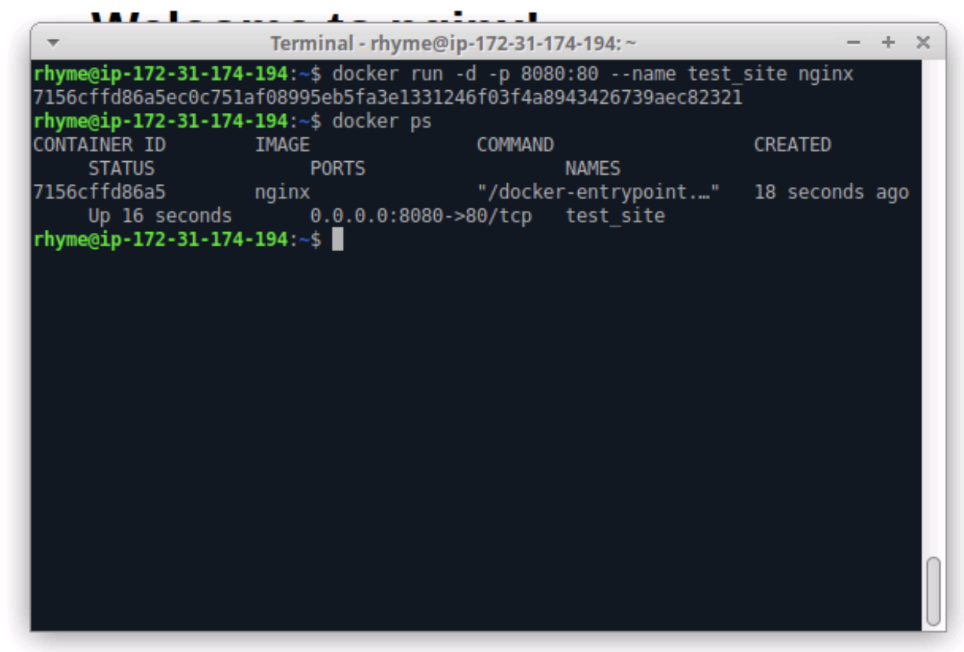 Welcome to nginx!
Terminal - rhyme@ip-172-31-174-194: ~
rhyme@ip-172-31-174-194:~$ docker run -d -p 8080:80 --name test_site nginx
7156cffd86a5ec0c751af08995eb5fa3e1331246f03f4a8943426739aec82321
rhyme@ip-172-31-174-194:~$ docker ps
CONTAINER ID        IMAGE               COMMAND                  CREATED
     STATUS              PORTS                  NAMES
7156cffd86a5        nginx               "/docker-entrypoint.…"   18 seconds ago
     Up 16 seconds       0.0.0.0:8080->80/tcp   test_site
rhyme@ip-172-31-174-194:~$